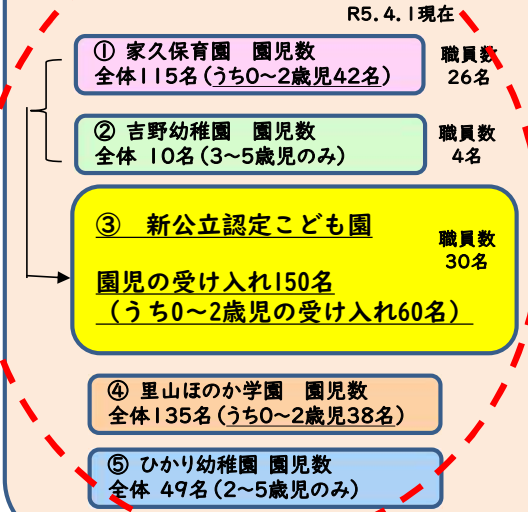 R5.4.1現在
① 家久保育園　園児数
全体115名(うち0～2歳児42名)
職員数
26名
② 吉野幼稚園　園児数
全体 10名(3～5歳児のみ)
職員数
4名
③　新公立認定こども園
園児の受け入れ150名
(うち0～2歳児の受け入れ60名)
職員数
30名
④ 里山ほのか学園　園児数
全体135名(うち0～2歳児38名)
⑤ ひかり幼稚園 園児数
全体 49名(2～5歳児のみ)